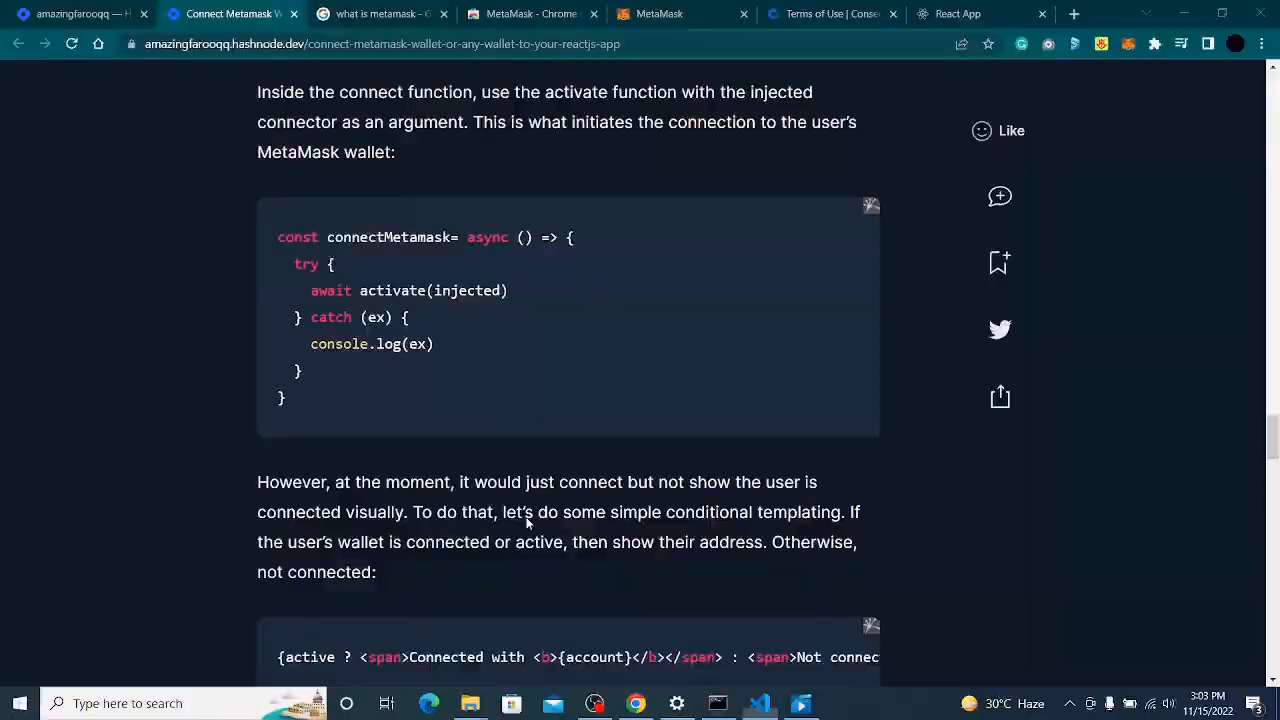 amazingfarooqq — H
Connect Metamask W
what is metamask - G
MetaMask - Chrome
MetaMask
Terms of Use | Conse
React App
amazingfarooqq.hashnode.dev/connect-metamask-wallet-or-any-wallet-to-your-reactjs-app
Inside the connect function, use the activate function with the injected
connector as an argument. This is what initiates the connection to the user’s
MetaMask wallet:
Like
const connectMetamask= async () => {
try {
await activate(injected)
} catch (ex) {
console.log(ex)
}
}
However, at the moment, it would just connect but not show the user is
connected visually. To do that, let’s do some simple conditional templating. If
the user’s wallet is connected or active, then show their address. Otherwise,
not connected:
{active ? <span>Connected with <b>{account}</b></span> : <span>Not connec
Type here to search
30°C Haze
3:03 PM
11/15/2022